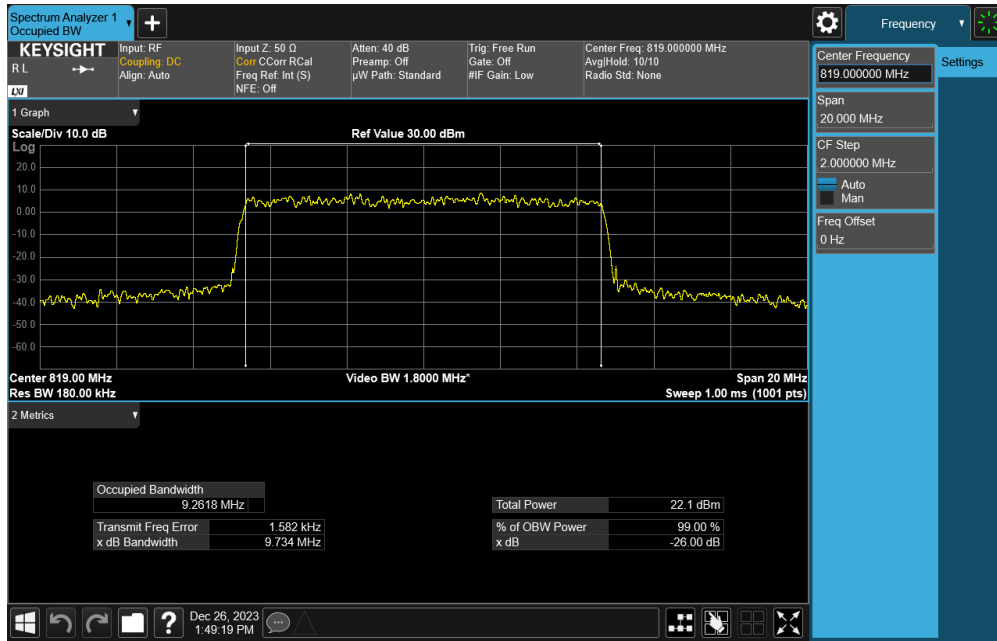 Spectrum Analyzer 1
Occupied BW
Frequency
KEYSIGHT
R L
LXI
Input: RF
Coupling: DC
Align: Auto
Input Z: 50 Ω
Corr CCorr RCal
Freq Ref: Int (S)
NFE: Off
Atten: 40 dB
Preamp: Off
µW Path: Standard
Trig: Free Run
Gate: Off
#IF Gain: Low
Center Freq: 819.000000 MHz
Avg|Hold: 10/10
Radio Std: None
Center Frequency
819.000000 MHz
Settings
Span
20.000 MHz
CF Step
2.000000 MHz
Auto
Man
Freq Offset
0 Hz
1 Graph
Scale/Div 10.0 dB
Ref Value 30.00 dBm
Log
20.0
10.0
0.00
-10.0
-20.0
-30.0
-40.0
-50.0
-60.0
Center 819.00 MHz
Video BW 1.8000 MHz*
Span 20 MHz
Res BW 180.00 kHz
Sweep 1.00 ms (1001 pts)
2 Metrics
Occupied Bandwidth
9.2618 MHz
Transmit Freq Error 1.582 kHz
x dB Bandwidth 9.734 MHz
Total Power 22.1 dBm
% of OBW Power 99.00 %
x dB -26.00 dB
?
Dec 26, 2023
1:49:19 PM